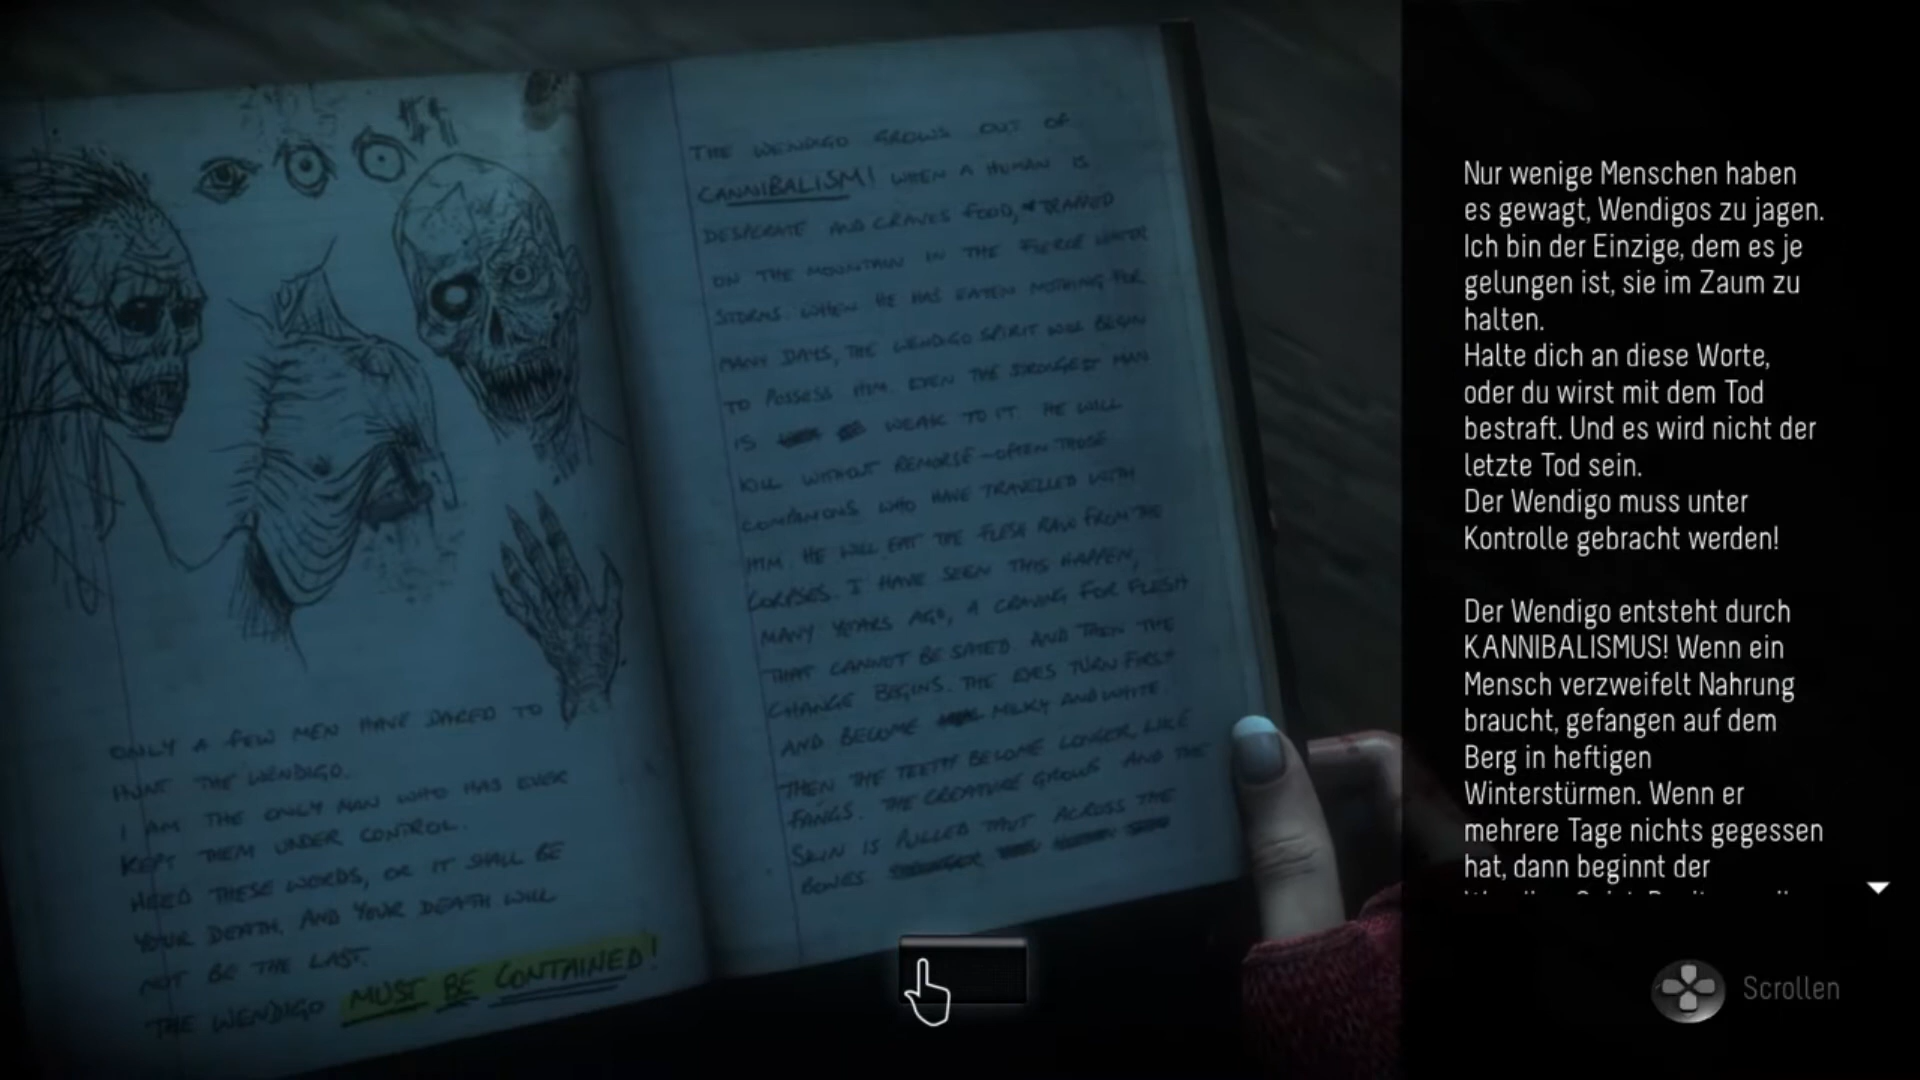 ONLY A FEW MEN HAVE DARED TO
HUNT THE WENDIGO.
I AM THE ONLY MAN WHO HAS EVER
KEPT THEM UNDER CONTROL.
HEED THESE WORDS, OR IT SHALL BE
YOUR DEATH. AND YOUR DEATH WILL
NOT BE THE LAST.
THE WENDIGO MUST BE CONTAINED!
THE WENDIGO GROWS OUT OF
CANNIBALISM! WHEN A HUMAN IS
DESPERATE AND CRAVES FOOD, TRAPPED
ON THE MOUNTAIN IN THE FIERCE WINTER
STORMS. WHEN HE HAS EATEN NOTHING FOR
MANY DAYS, THE WENDIGO SPIRIT WILL BEGIN
TO POSSESS HIM. EVEN THE STRONGEST MAN
IS WEAK TO IT. HE WILL
KILL WITHOUT REMORSE - OFTEN THOSE
COMPANIONS WHO HAVE TRAVELLED WITH
HIM. HE WILL EAT THE FLESH RAW FROM THE
CORPSES. I HAVE SEEN THIS HAPPEN,
MANY YEARS AGO, A CRAVING FOR FLESH
THAT CANNOT BE SATED. AND THEN THE
CHANGE BEGINS. THE EYES TURN FIRST
AND BECOME MILKY AND WHITE
THEN THE TEETH BECOME LONGER, LIKE
FANGS. THE CREATURE GROWS AND THE
SKIN IS PULLED TAUT ACROSS THE
BONES
Nur wenige Menschen haben
es gewagt, Wendigos zu jagen.
Ich bin der Einzige, dem es je
gelungen ist, sie im Zaum zu
halten.
Halte dich an diese Worte,
oder du wirst mit dem Tod
bestraft. Und es wird nicht der
letzte Tod sein.
Der Wendigo muss unter
Kontrolle gebracht werden!
Der Wendigo entsteht durch
KANNIBALISMUS! Wenn ein
Mensch verzweifelt Nahrung
braucht, gefangen auf dem
Berg in heftigen
Winterstürmen. Wenn er
mehrere Tage nichts gegessen
hat, dann beginnt der
Scrollen